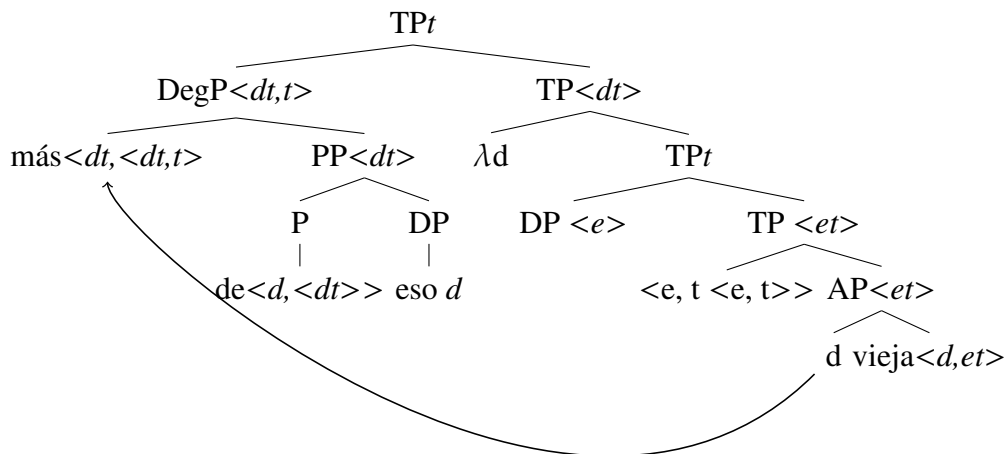 TPt
DegP<dt,t> TP<dt>
más<dt,<dt,t> PP<dt> λd TPt
P DP DP <e> TP <et>
de<d,<dt>> eso d <e, t <e, t>> AP<et>
d vieja<d,et>